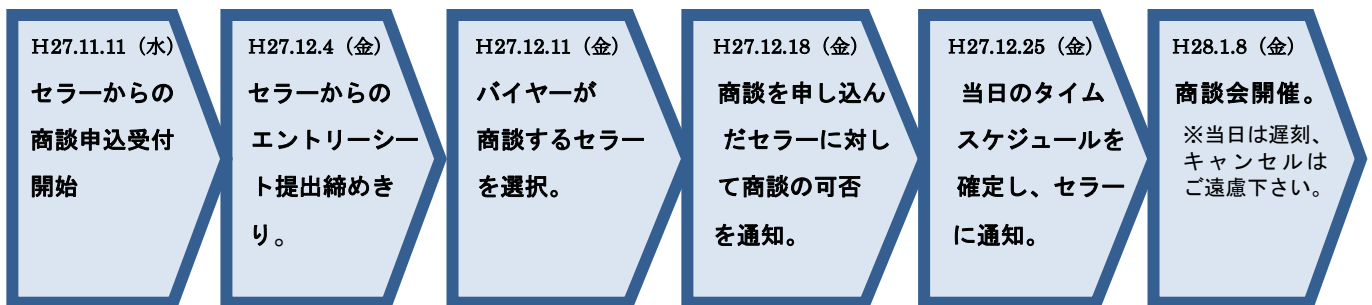 H27.11.11（水）
セラーからの
商談申込受付
開始
H27.12.4（金）
セラーからの
エントリーシー
ト提出締めき
り。
H27.12.11（金）
バイヤーが
商談するセラー
を選択。
H27.12.18（金）
商談を申し込ん
だセラーに対し
て商談の可否
を通知。
H27.12.25（金）
当日のタイム
スケジュールを
確定し、セラー
に通知。
H28.1.8（金）
商談会開催。
※当日は遅刻、
キャンセルは
ご遠慮下さい。